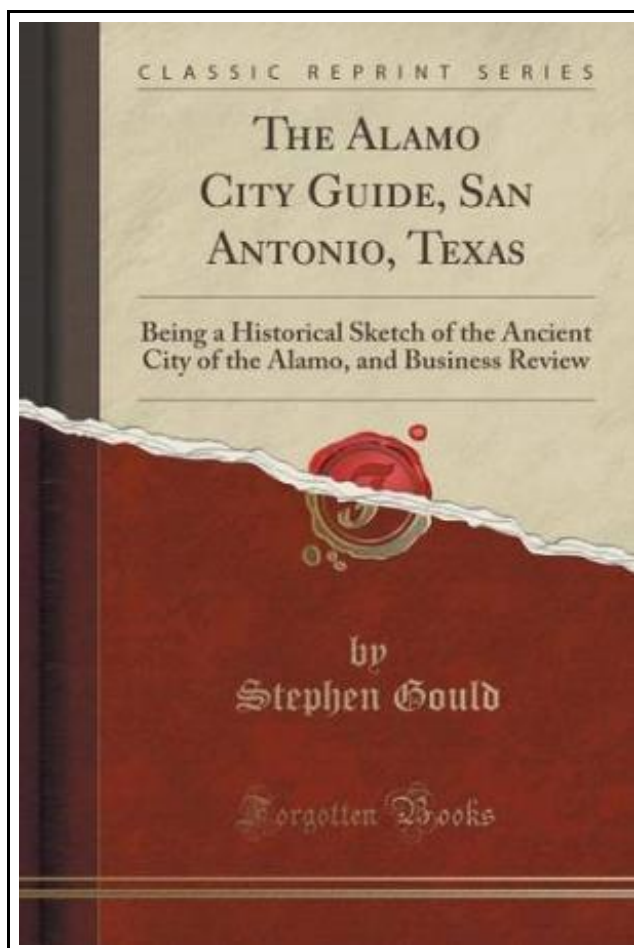 CLASSIC REPRINT SERIES
THE ALAMO
CITY GUIDE, SAN
ANTONIO, TEXAS
Being a Historical Sketch of the Ancient
City of the Alamo, and Business Review
by
Stephen Gould
Forgotten Books